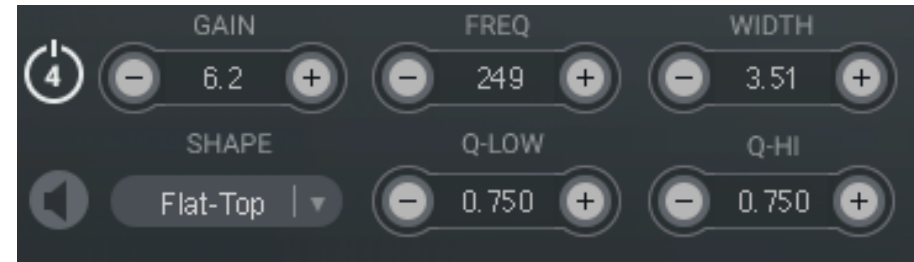 GAIN FREQ WIDTH
4 − 6.2 + − 249 + − 3.51 +
SHAPE Q-LOW Q-HI
Flat-Top − 0.750 + − 0.750 +